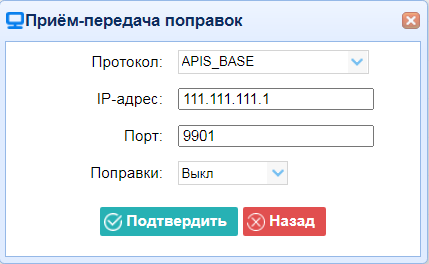 Приём-передача поправок
Протокол: APIS_BASE
IP-адрес: 111.111.111.1
Порт: 9901
Поправки: Выкл
Подтвердить Назад